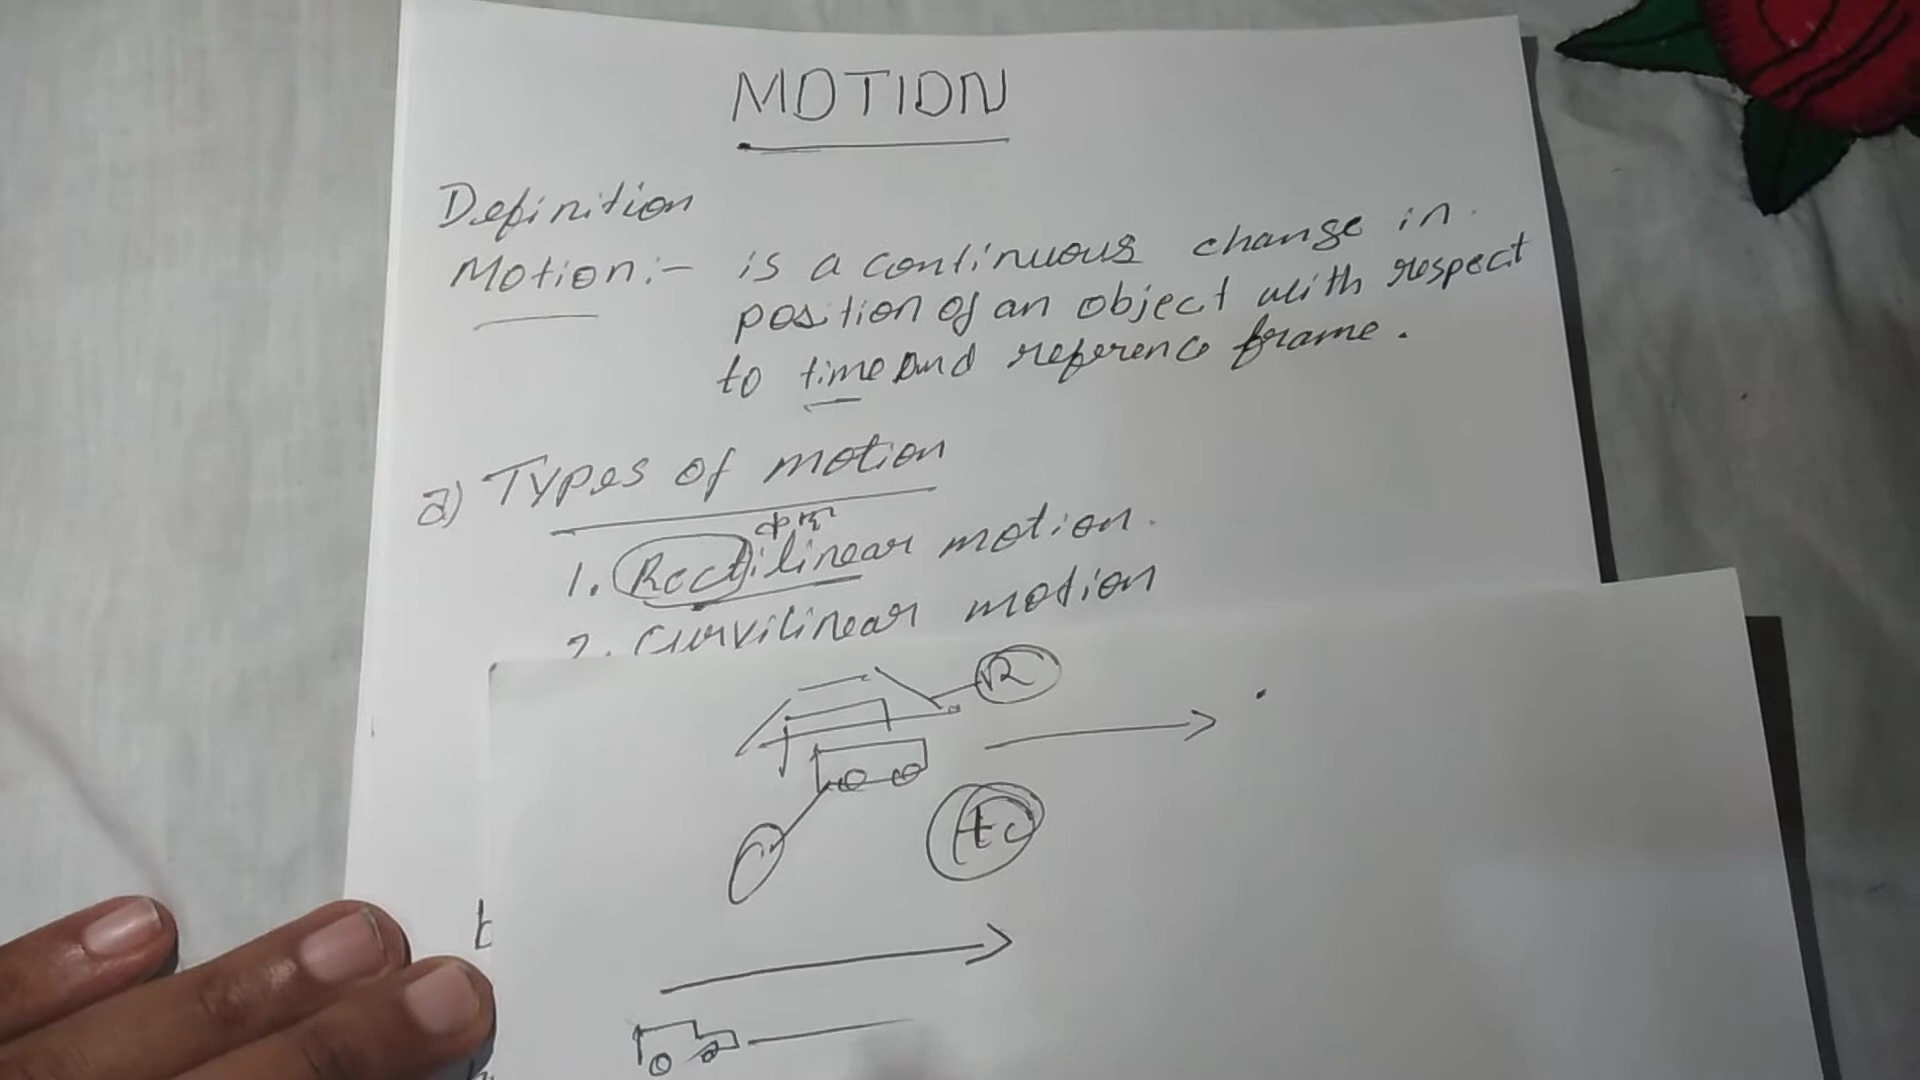 MOTION
Definition
Motion:- is a continuous change in
position of an object with respect
to time and reference frame.
a) Types of motion
1. Rectilinear motion.
2. Curvilinear motion
t